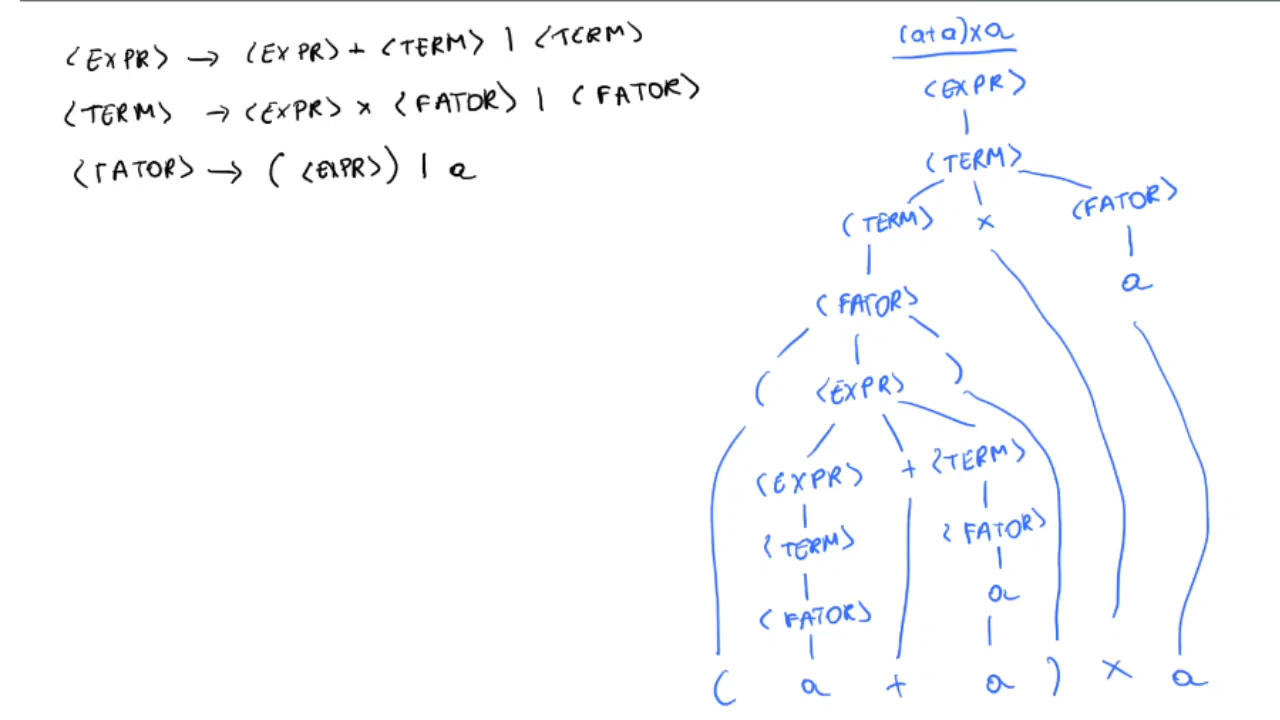 <EXPR> → <EXPR> + <TERM> | <TERM>
<TERM> → <EXPR> x <FATOR> | <FATOR>
<FATOR> → ( <EXPR> ) | a
(a+a)xa
<EXPR>
<TERM>
<TERM> x <FATOR>
a
<FATOR>
( <EXPR> )
<EXPR> + <TERM>
<FATOR>
<TERM>
a
<FATOR>
( a + a ) x a